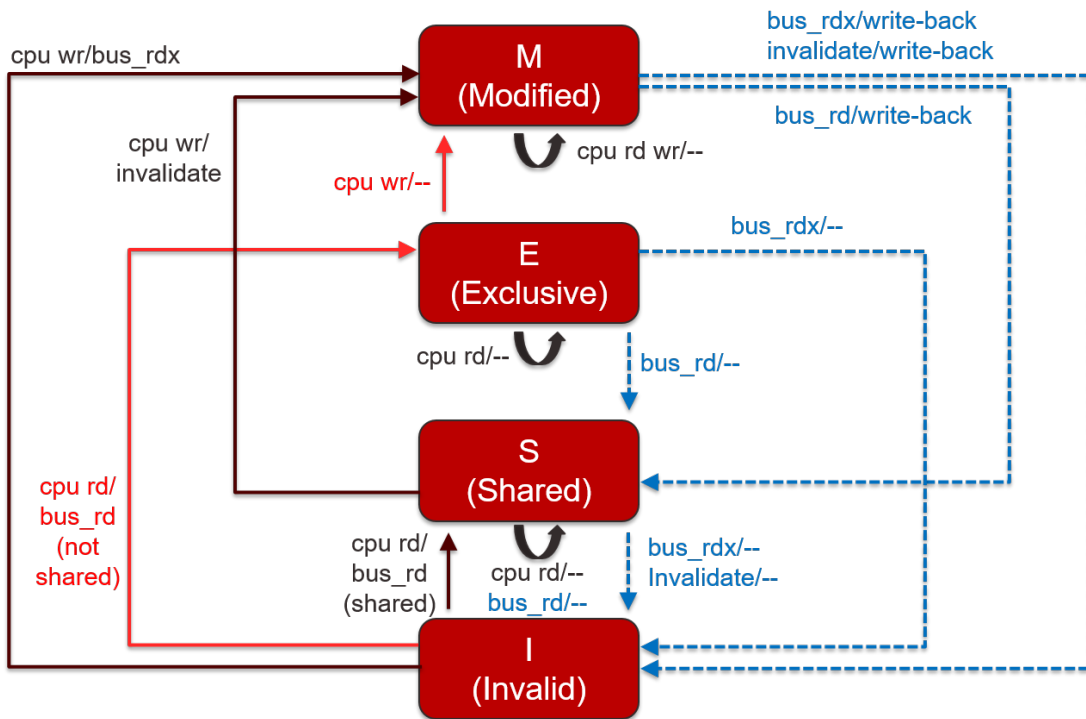 cpu wr/bus_rdx
M
(Modified)
bus_rdx/write-back
invalidate/write-back
bus_rd/write-back
cpu wr/
invalidate
cpu rd wr/--
cpu wr/--
E
(Exclusive)
bus_rdx/--
cpu rd/--
bus_rd/--
S
(Shared)
cpu rd/
bus_rd
(not
shared)
cpu rd/
bus_rd
(shared)
cpu rd/--
bus_rd/--
bus_rdx/--
Invalidate/--
I
(Invalid)